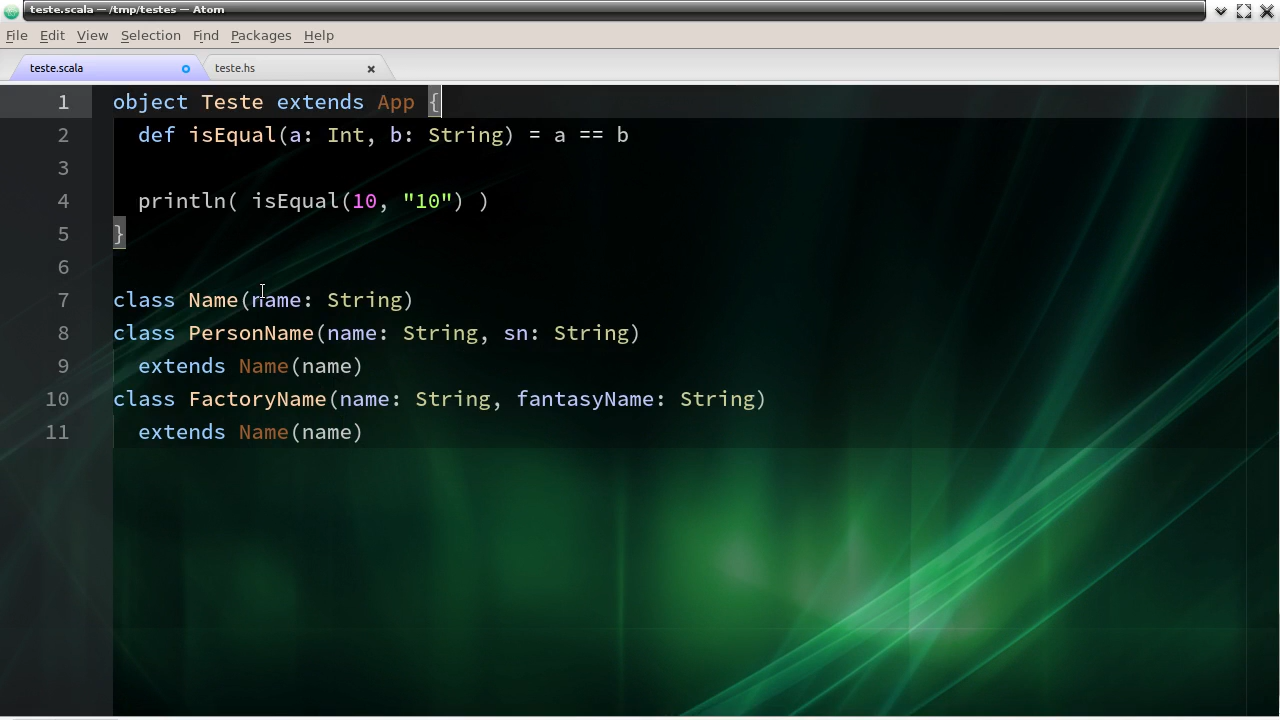 teste.scala — /tmp/testes — Atom
File Edit View Selection Find Packages Help
teste.scala teste.hs
1 object Teste extends App {
2   def isEqual(a: Int, b: String) = a == b
3
4   println( isEqual(10, "10") )
5 }
6
7 class Name(name: String)
8 class PersonName(name: String, sn: String)
9   extends Name(name)
10 class FactoryName(name: String, fantasyName: String)
11   extends Name(name)